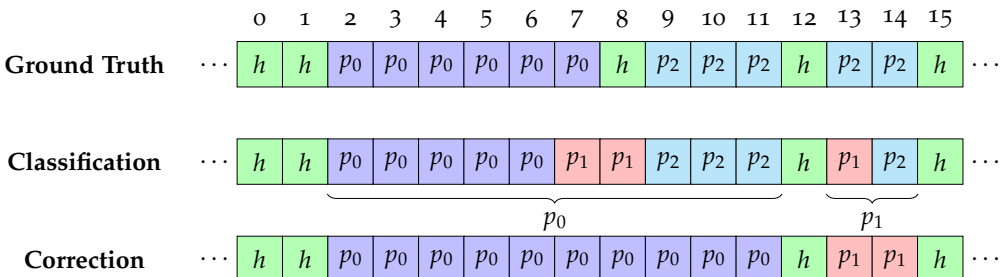 0 1 2 3 4 5 6 7 8 9 10 11 12 13 14 15
Ground Truth ··· h h p₀ p₀ p₀ p₀ p₀ p₀ h p₂ p₂ p₂ h p₂ p₂ h ···
Classification ··· h h p₀ p₀ p₀ p₀ p₀ p₁ p₁ p₂ p₂ p₂ h p₁ p₂ h ···
p₀ p₁
Correction ··· h h p₀ p₀ p₀ p₀ p₀ p₀ p₀ p₀ p₀ p₀ h p₁ p₁ h ···